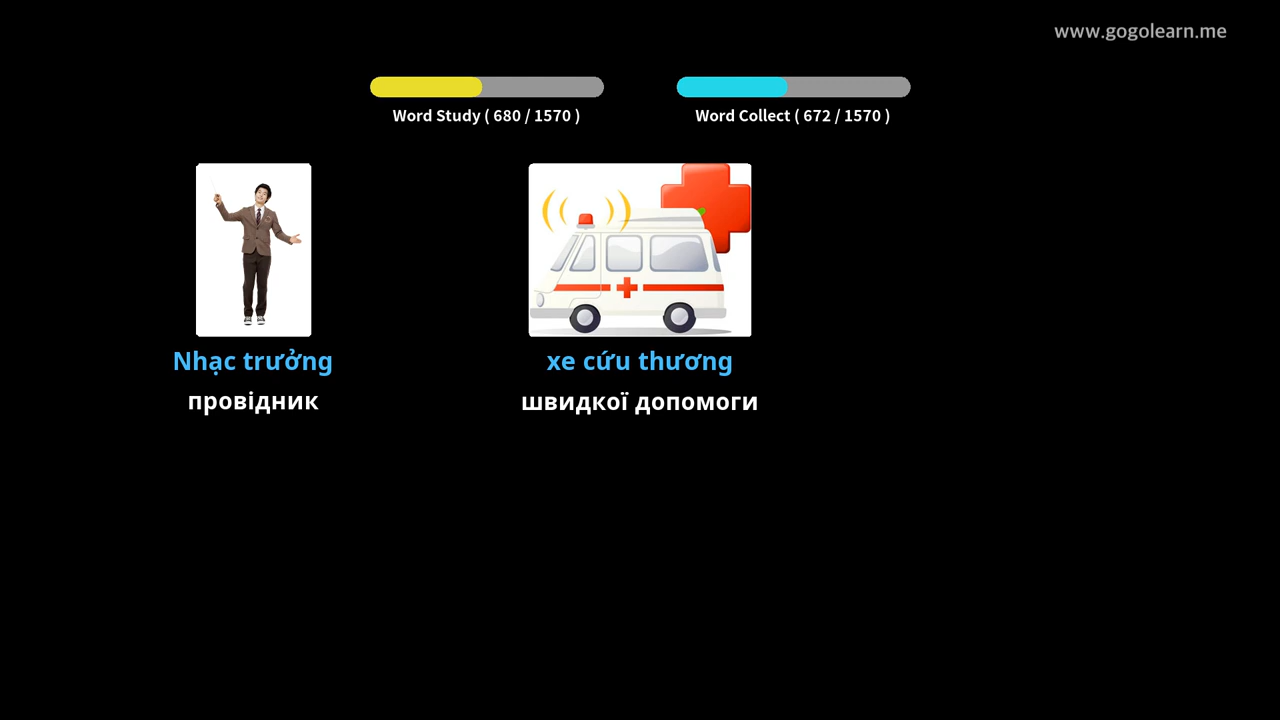 www.gogolearn.me
Word Study ( 680 / 1570 )
Word Collect ( 672 / 1570 )
Nhạc trưởng
провідник
xe cứu thương
швидкої допомоги